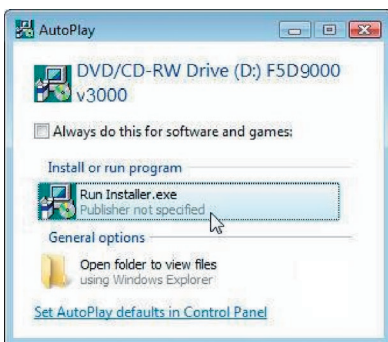 AutoPlay
DVD/CD-RW Drive (D:) F5D9000
v3000
Always do this for software and games:
Install or run program
Run Installer.exe
Publisher not specified
General options
Open folder to view files
using Windows Explorer
Set AutoPlay defaults in Control Panel